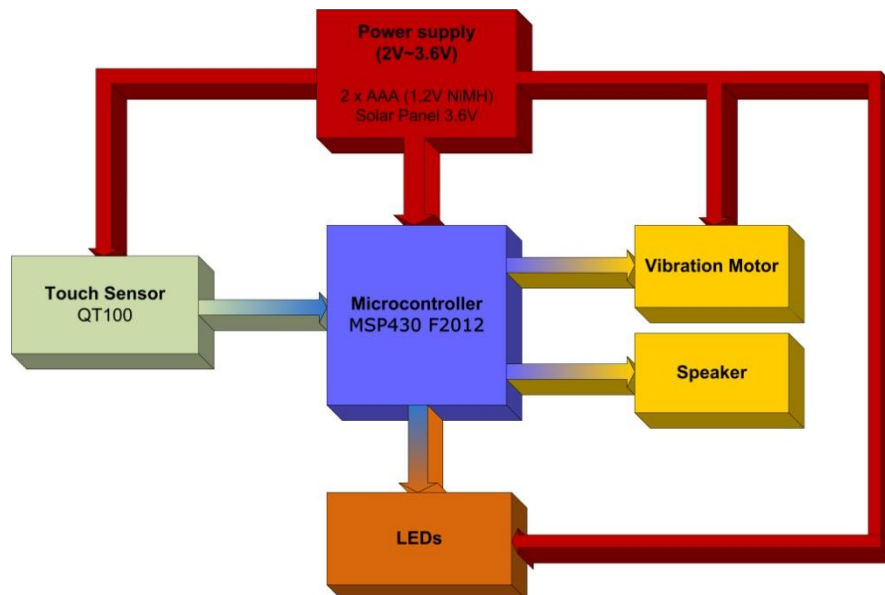 Power supply
(2V~3.6V)
2 x AAA (1,2V NiMH)
Solar Panel 3.6V
Touch Sensor
QT100
Microcontroller
MSP430 F2012
Vibration Motor
Speaker
LEDs